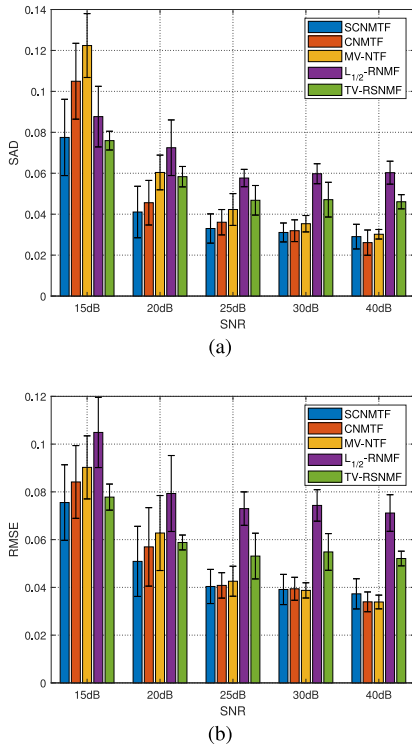 0.14
0.12
0.1
0.08
0.06
0.04
0.02
0
SAD
SCNMTF
CNMTF
MV-NTF
L1/2-RNMF
TV-RSNMF
15dB 20dB 25dB 30dB 40dB
SNR
(a)
0.12
0.1
0.08
0.06
0.04
0.02
0
RMSE
SCNMTF
CNMTF
MV-NTF
L1/2-RNMF
TV-RSNMF
15dB 20dB 25dB 30dB 40dB
SNR
(b)